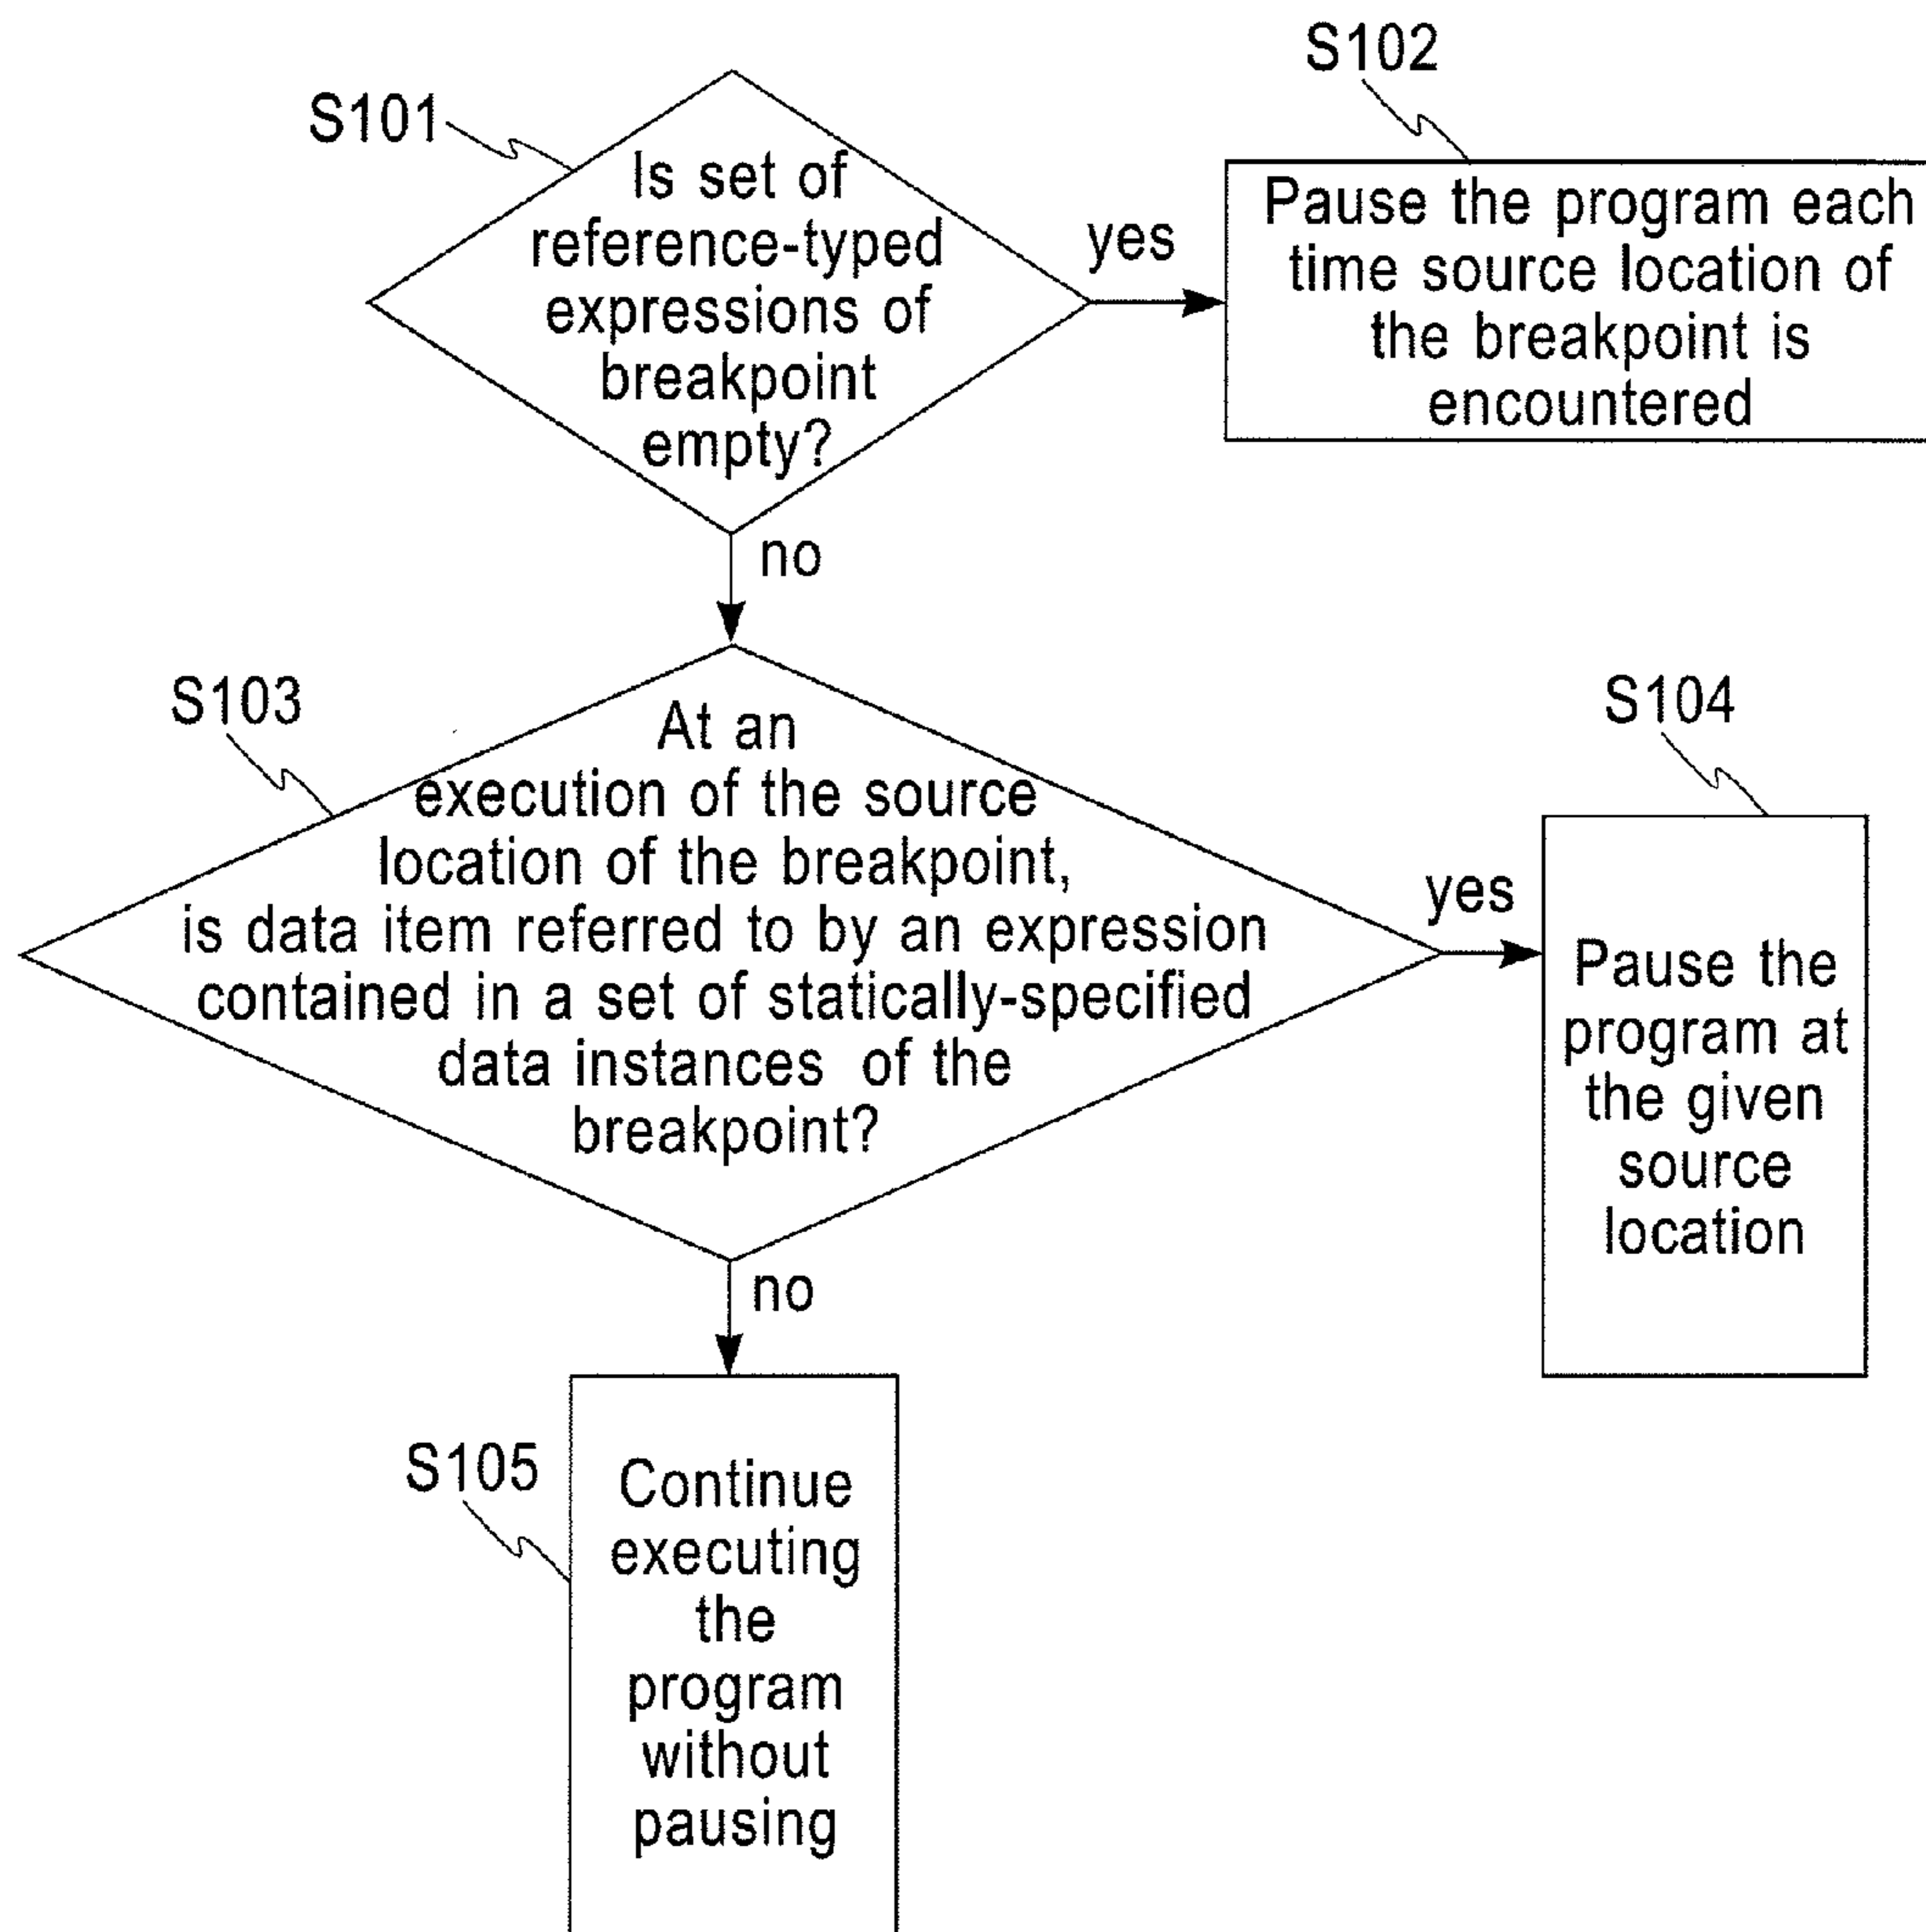 S101
Is set of
reference-typed
expressions of
breakpoint
empty?
yes
S102
Pause the program each
time source location of
the breakpoint is
encountered
no
S103
At an
execution of the source
location of the breakpoint,
is data item referred to by an expression
contained in a set of statically-specified
data instances of the
breakpoint?
yes
S104
Pause the
program at
the given
source
location
no
S105
Continue
executing
the
program
without
pausing